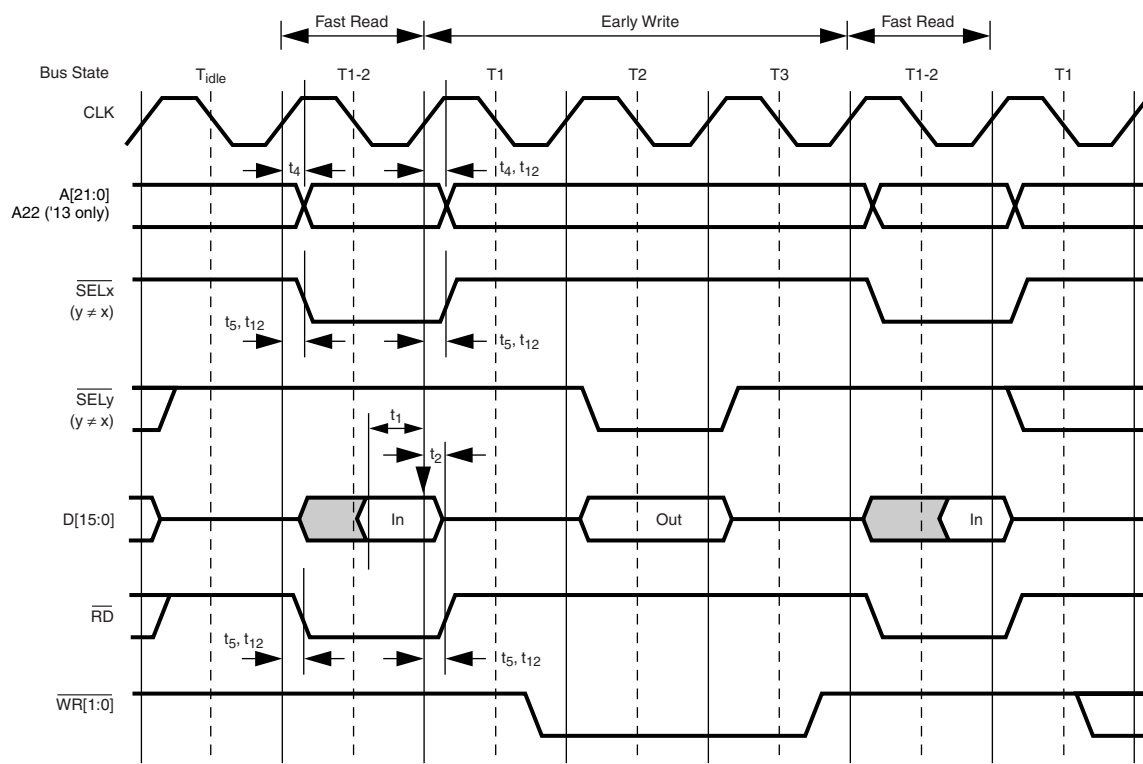 Fast Read Early Write Fast Read
Bus State Tidle T1-2 T1 T2 T3 T1-2 T1
CLK
t4 t4, t12
A[21:0]
A22 ('13 only)
SELx
(y ≠ x)
t5, t12 t5, t12
SELy
(y ≠ x)
t1
t2
D[15:0] In Out In
RD
t5, t12 t5, t12
WR[1:0]